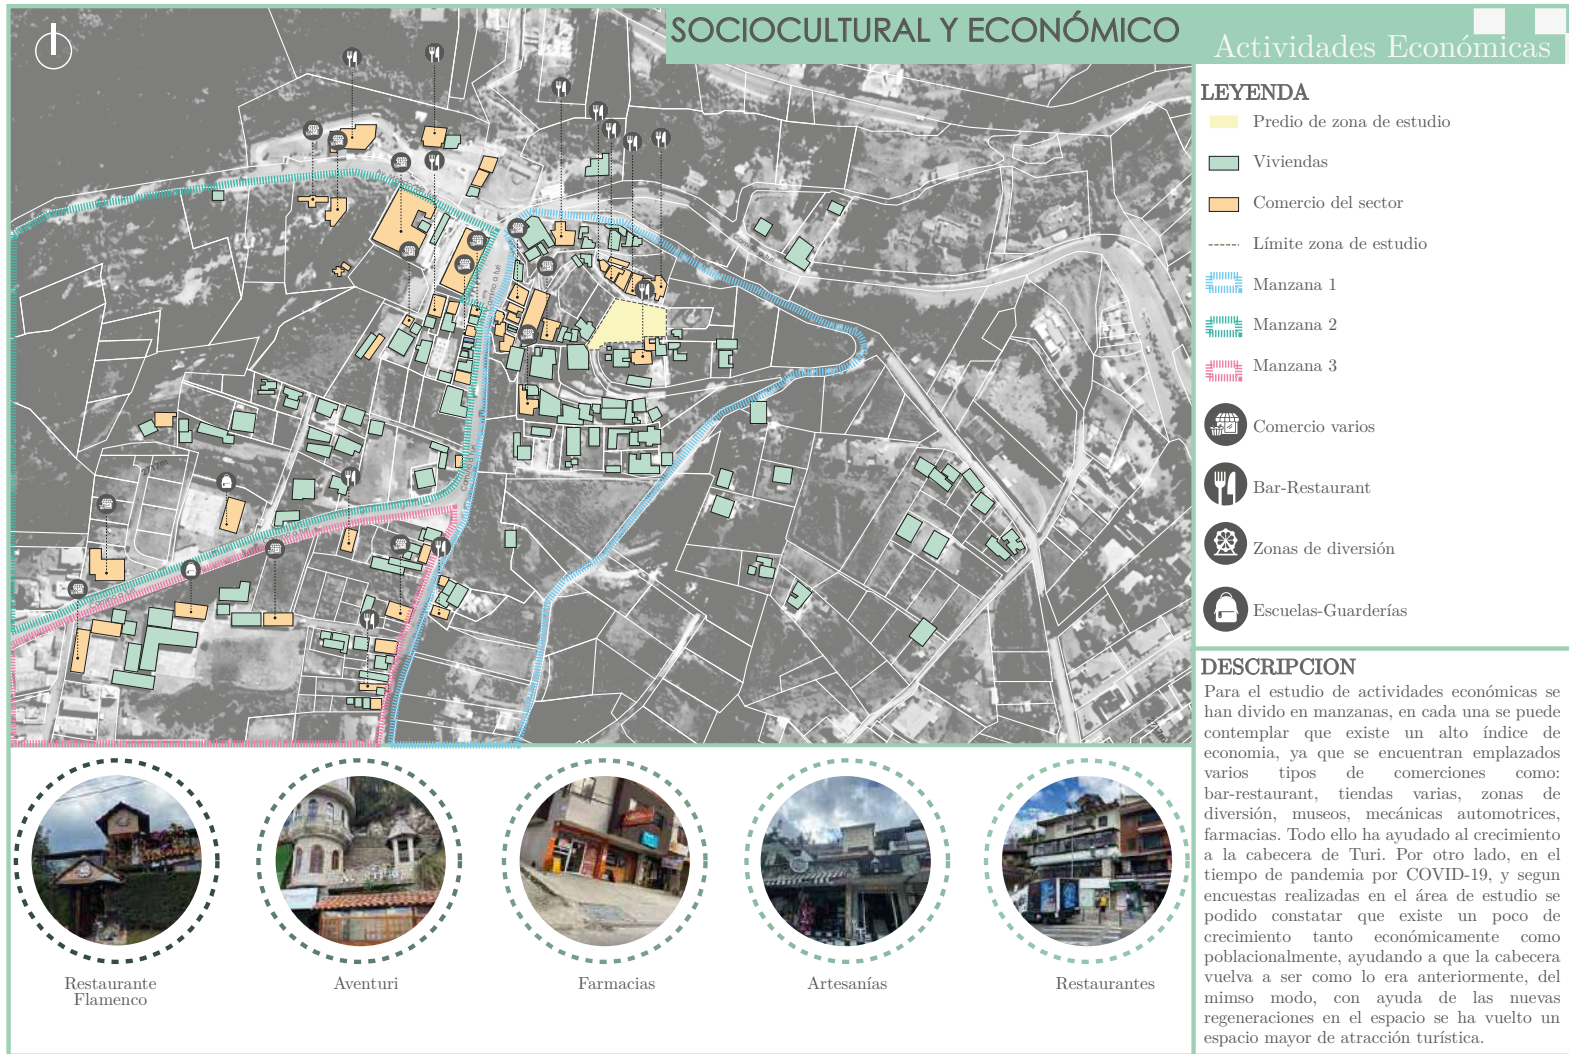 SOCIOCULTURAL Y ECONÓMICO
Actividades Económicas
LEYENDA
Predio de zona de estudio
Viviendas
Comercio del sector
Límite zona de estudio
Manzana 1
Manzana 2
Manzana 3
Comercio varios
Bar-Restaurant
Zonas de diversión
Escuelas-Guarderías
DESCRIPCION
Para el estudio de actividades económicas se
han divido en manzanas, en cada una se puede
contemplar que existe un alto índice de
economia, ya que se encuentran emplazados
varios tipos de comerciones como:
bar-restaurant, tiendas varias, zonas de
diversión, museos, mecánicas automotrices,
farmacias. Todo ello ha ayudado al crecimiento
a la cabecera de Turi. Por otro lado, en el
tiempo de pandemia por COVID-19, y segun
encuestas realizadas en el área de estudio se
podido constatar que existe un poco de
crecimiento tanto económicamente como
poblacionalmente, ayudando a que la cabecera
vuelva a ser como lo era anteriormente, del
mimso modo, con ayuda de las nuevas
regeneraciones en el espacio se ha vuelto un
espacio mayor de atracción turística.
Restaurante
Flamenco
Aventuri
Farmacias
Artesanías
Restaurantes